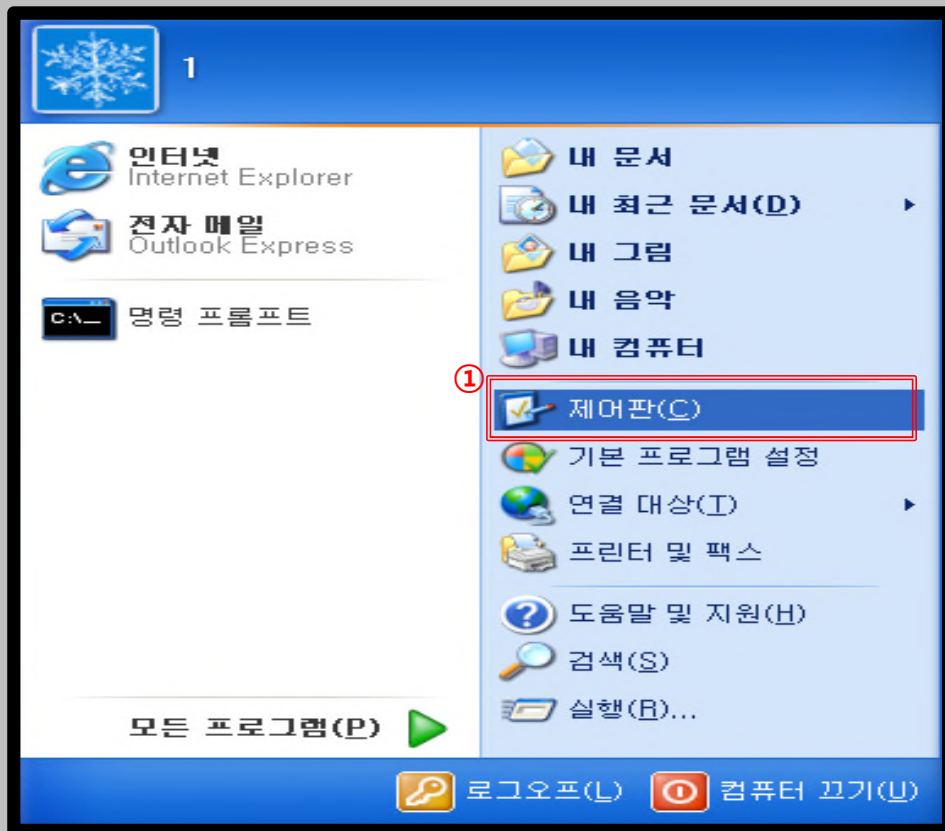 1
인터넷
Internet Explorer
전자 메일
Outlook Express
C:\_
명령 프롬프트
모든 프로그램(P)
내 문서
내 최근 문서(D)
내 그림
내 음악
내 컴퓨터
①
제어판(C)
기본 프로그램 설정
연결 대상(T)
프린터 및 팩스
도움말 및 지원(H)
검색(S)
실행(R)...
로그오프(L)
컴퓨터 끄기(U)